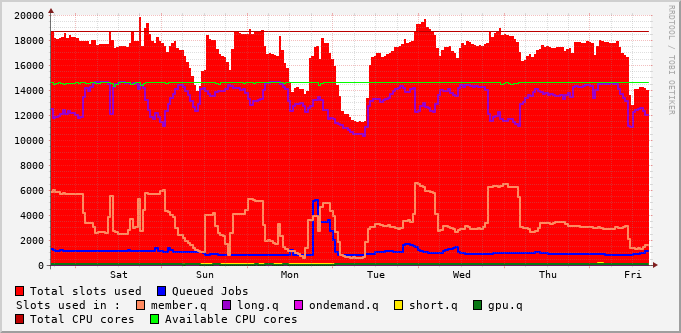 20000
18000
16000
14000
12000
10000
8000
6000
4000
2000
0
Sat Sun Mon Tue Wed Thu Fri
RRDTOOL / TOBI OETIKER
Total slots used Queued Jobs
Slots used in : member.q long.q ondemand.q short.q gpu.q
Total CPU cores Available CPU cores